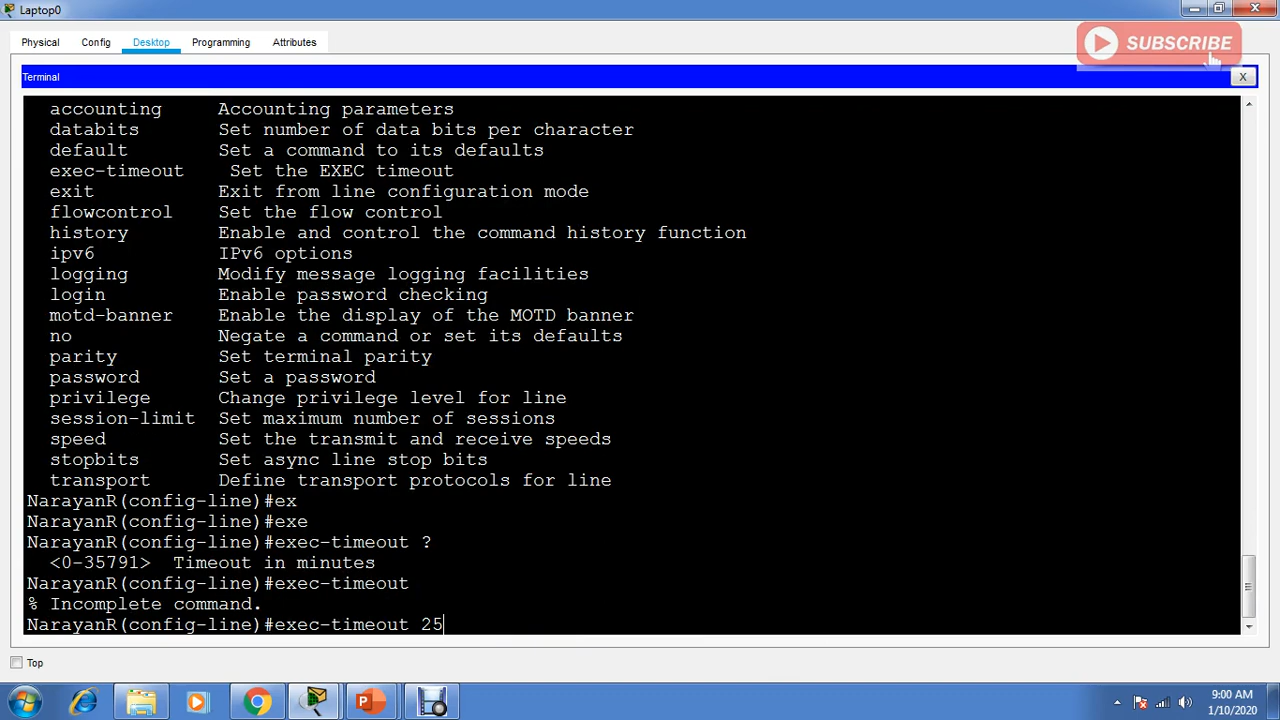 Laptop0
Physical Config Desktop Programming Attributes
SUBSCRIBE
Terminal X
accounting Accounting parameters
databits Set number of data bits per character
default Set a command to its defaults
exec-timeout Set the EXEC timeout
exit Exit from line configuration mode
flowcontrol Set the flow control
history Enable and control the command history function
ipv6 IPv6 options
logging Modify message logging facilities
login Enable password checking
motd-banner Enable the display of the MOTD banner
no Negate a command or set its defaults
parity Set terminal parity
password Set a password
privilege Change privilege level for line
session-limit Set maximum number of sessions
speed Set the transmit and receive speeds
stopbits Set async line stop bits
transport Define transport protocols for line
NarayanR(config-line)#ex
NarayanR(config-line)#exe
NarayanR(config-line)#exec-timeout ?
<0-35791> Timeout in minutes
NarayanR(config-line)#exec-timeout
% Incomplete command.
NarayanR(config-line)#exec-timeout 25
Top
9:00 AM
1/10/2020